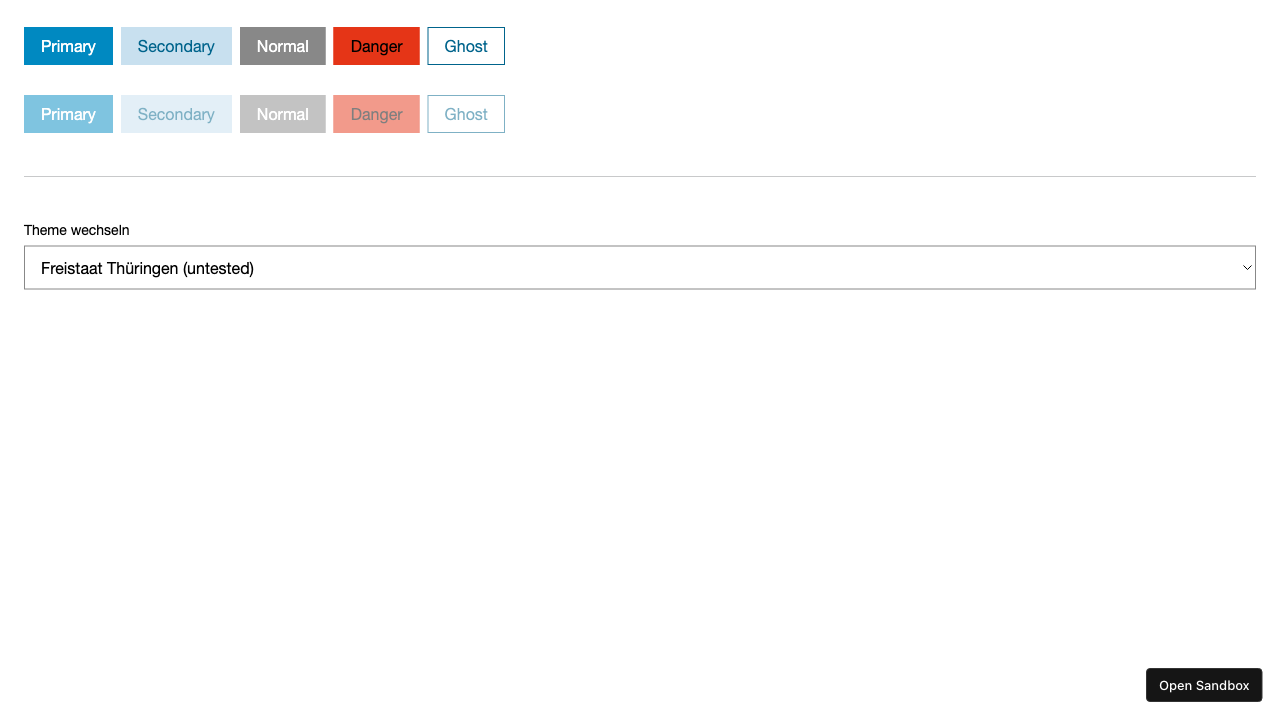 Primary Secondary Normal Danger Ghost
Primary Secondary Normal Danger Ghost
Theme wechseln
Freistaat Thüringen (untested)
Open Sandbox